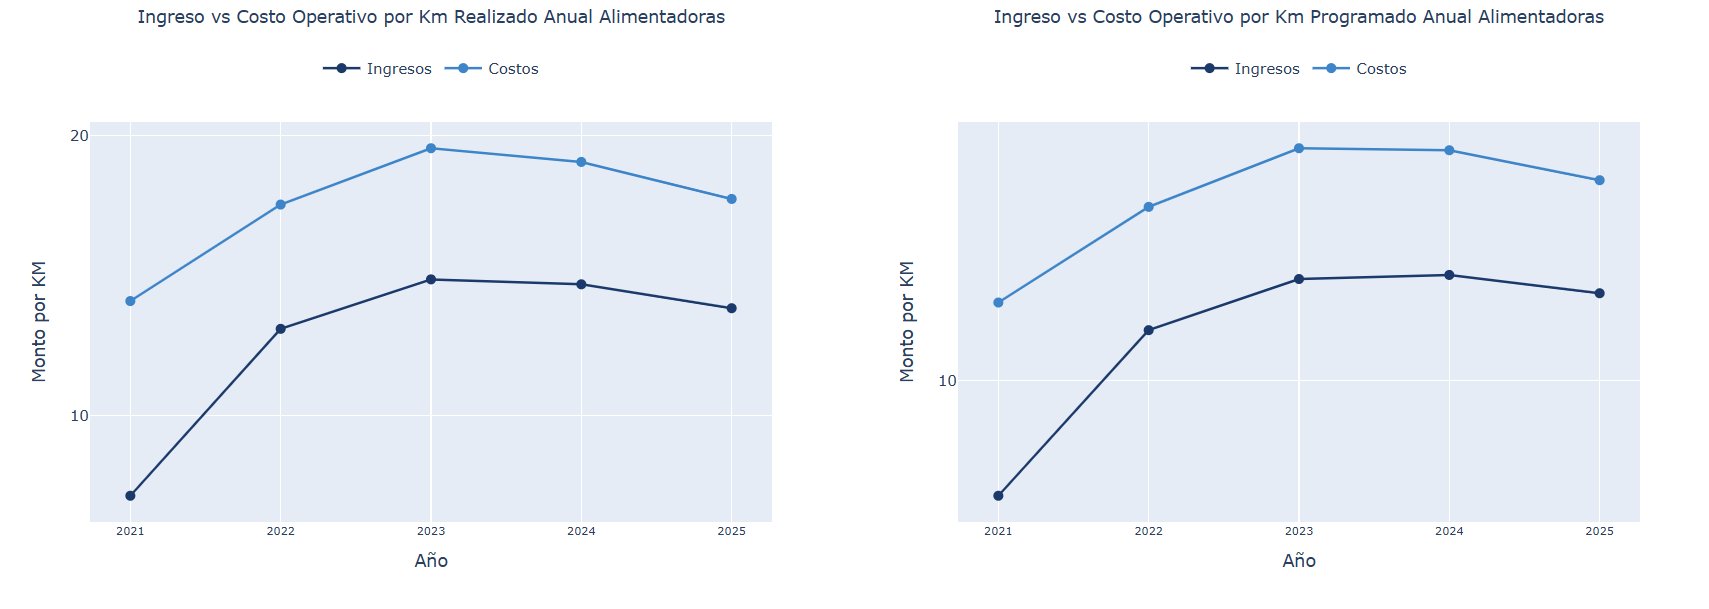 Ingreso vs Costo Operativo por Km Realizado Anual Alimentadoras
Ingresos
Costos
20
10
Monto por KM
2021
2022
2023
2024
2025
Año
Ingreso vs Costo Operativo por Km Programado Anual Alimentadoras
Ingresos
Costos
10
Monto por KM
2021
2022
2023
2024
2025
Año